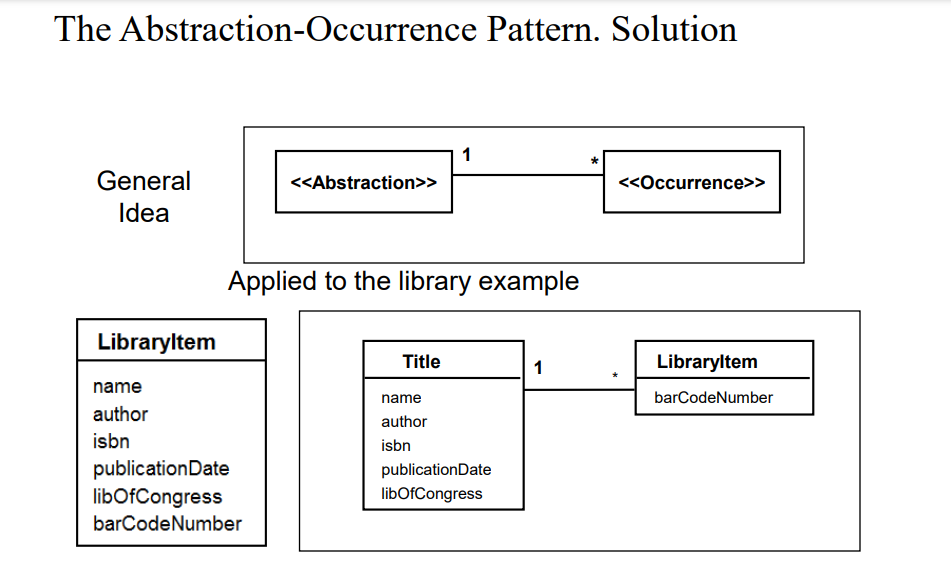 The Abstraction-Occurrence Pattern. Solution
General
Idea
<<Abstraction>>
1
*
<<Occurrence>>
Applied to the library example
LibraryItem
name
author
isbn
publicationDate
libOfCongress
barCodeNumber
Title
name
author
isbn
publicationDate
libOfCongress
1
*
LibraryItem
barCodeNumber